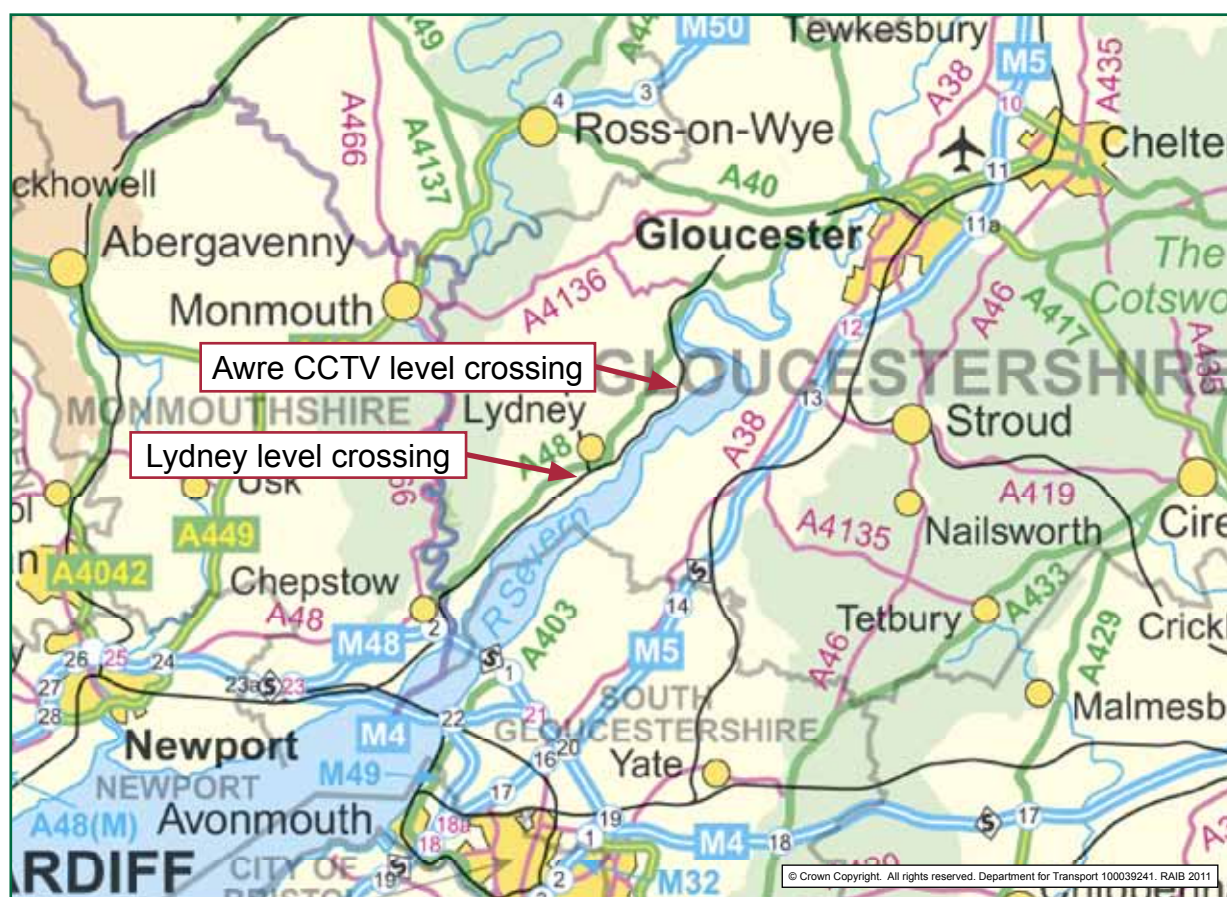 M50
A49
Tewkesbury
M5
A435
A38
A466
A4137
4
3
10
Ross-on-Wye
Chelte
ckhowell
A40
11
Abergavenny
Gloucester
11a
The
Cotswo
Monmouth
A4136
A46
A417
12
Awre CCTV level crossing
GLOUCESTERSHIRE
A435
MONMOUTHSHIRE
Lydney
13
Stroud
Lydney level crossing
A48
A38
Usk
A419
A449
R Severn
A4135
Nailsworth
Cire
A4042
Chepstow
A433
A48
2
A403
14
Tetbury
Crickl
M48
M5
A46
A429
26
25
24
23a
23
S
S
S
1
27
28
22
21
SOUTH
GLOUCESTERSHIRE
Malmesb
Newport
M4
20
16
Yate
NEWPORT
M49
17
A48(M)
Avonmouth
18a
18
19
1
M4
18
S
17
ARDIFF
CITY OF
BRISTOL
S
19
2
M32
3
© Crown Copyright. All rights reserved. Department for Transport 100039241. RAIB 2011